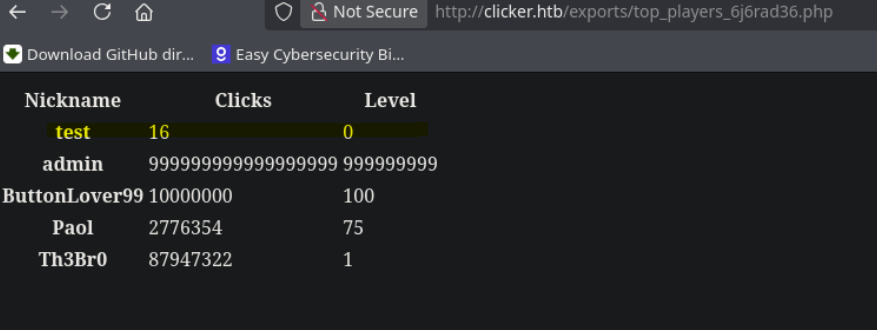 Not Secure http://clicker.htb/exports/top_players_6j6rad36.php
Download GitHub dir... Easy Cybersecurity Bi...
Nickname Clicks Level
test 16 0
admin 999999999999999999 999999999
ButtonLover99 10000000 100
Paol 2776354 75
Th3Br0 87947322 1